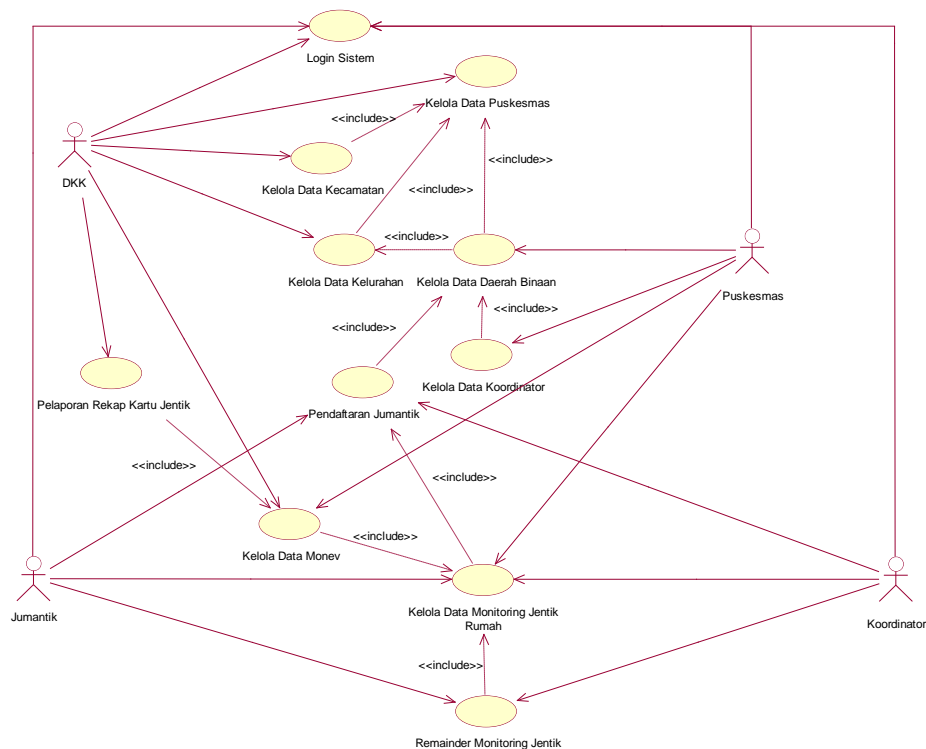 Login Sistem
Kelola Data Puskesmas
<<include>>
DKK
Kelola Data Kecamatan
<<include>>
<<include>>
<<include>>
Kelola Data Kelurahan
Kelola Data Daerah Binaan
Puskesmas
<<include>>
<<include>>
Kelola Data Koordinator
Pelaporan Rekap Kartu Jentik
Pendaftaran Jumantik
<<include>>
<<include>>
<<include>>
Kelola Data Monev
Jumantik
Kelola Data Monitoring Jentik
Rumah
Koordinator
<<include>>
Remainder Monitoring Jentik